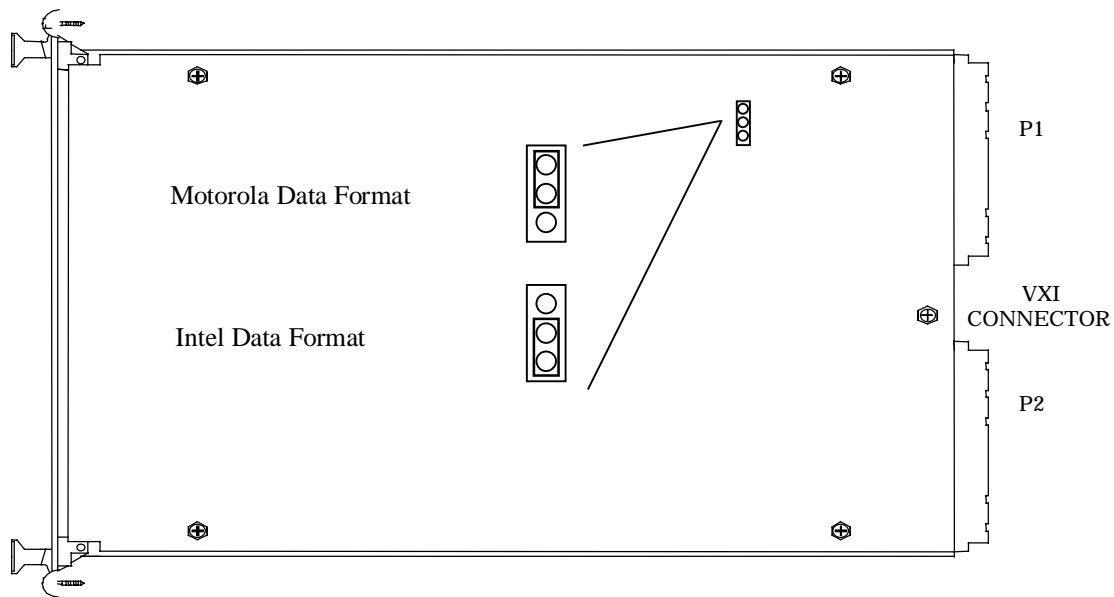 P1
Motorola Data Format
VXI
CONNECTOR
Intel Data Format
P2